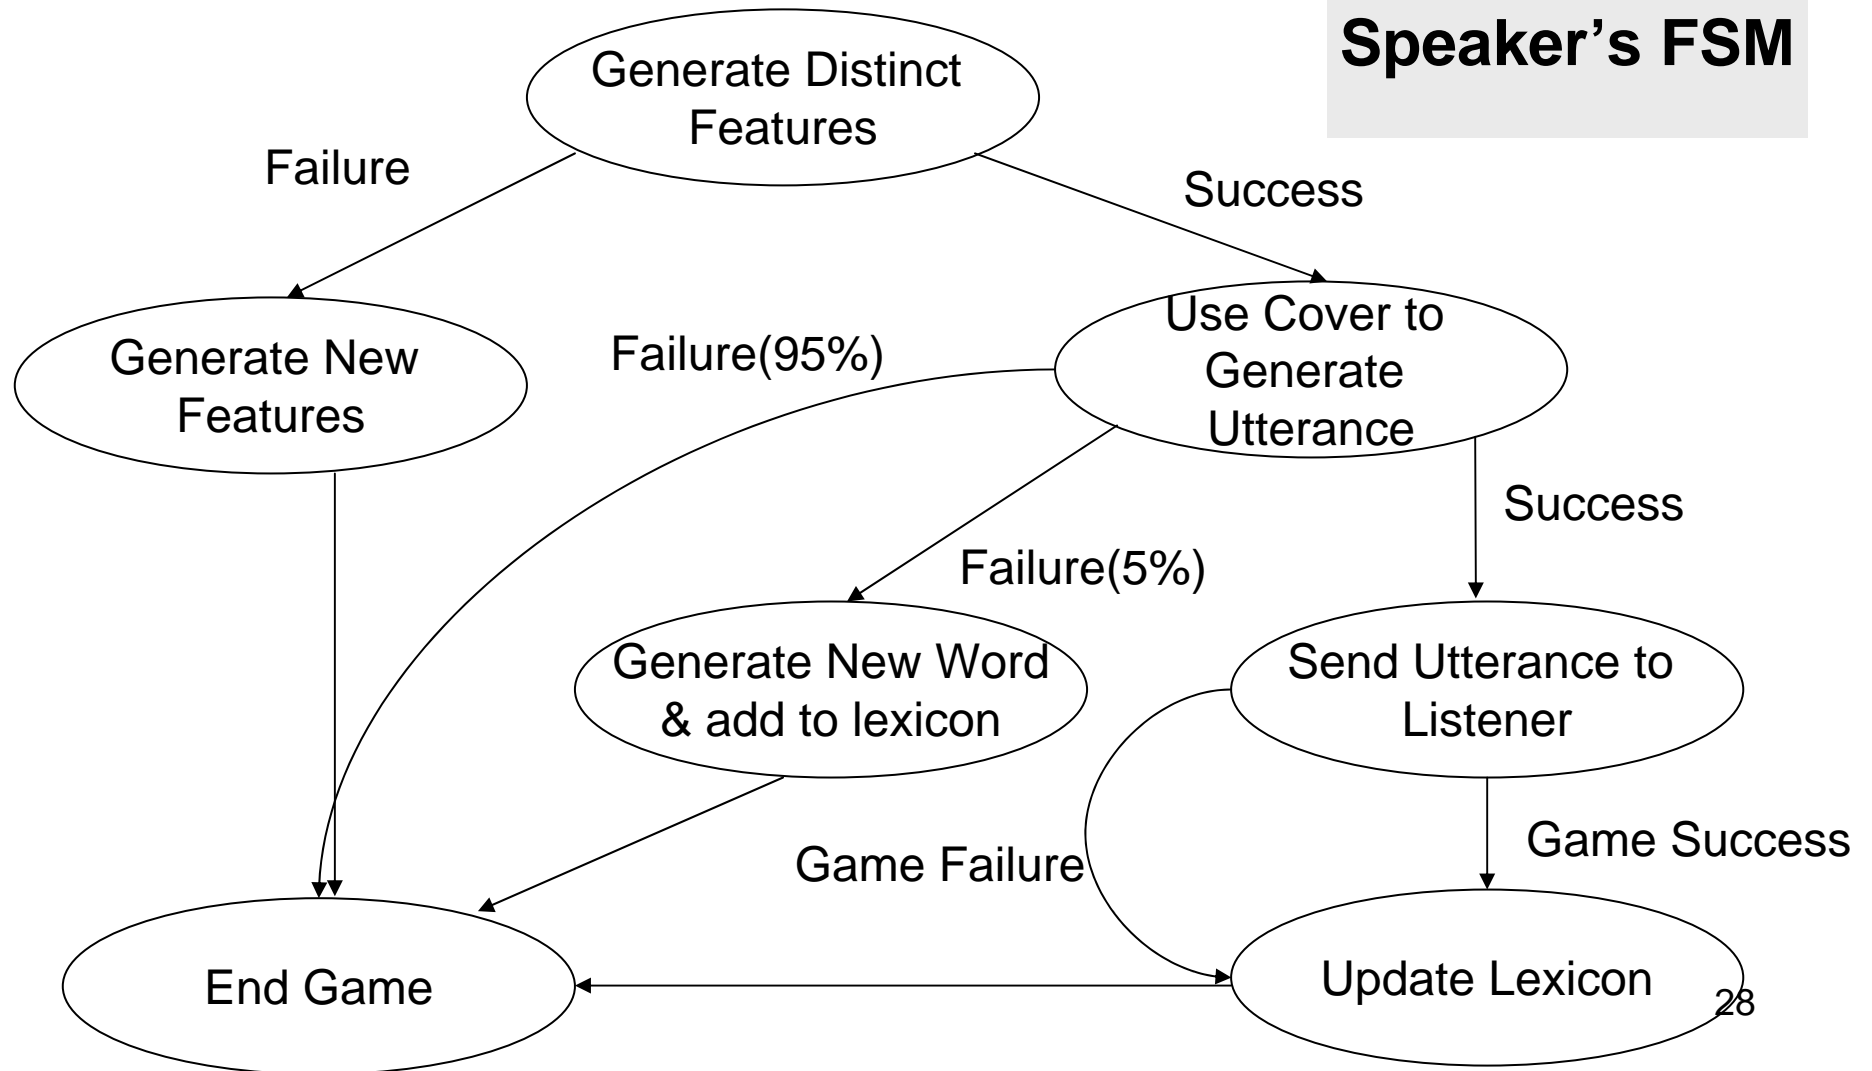 Speaker’s FSM
Generate Distinct
Features
Failure
Success
Generate New
Features
Failure(95%)
Use Cover to
Generate
Utterance
Success
Failure(5%)
Generate New Word
& add to lexicon
Send Utterance to
Listener
Game Failure
Game Success
End Game
Update Lexicon
28